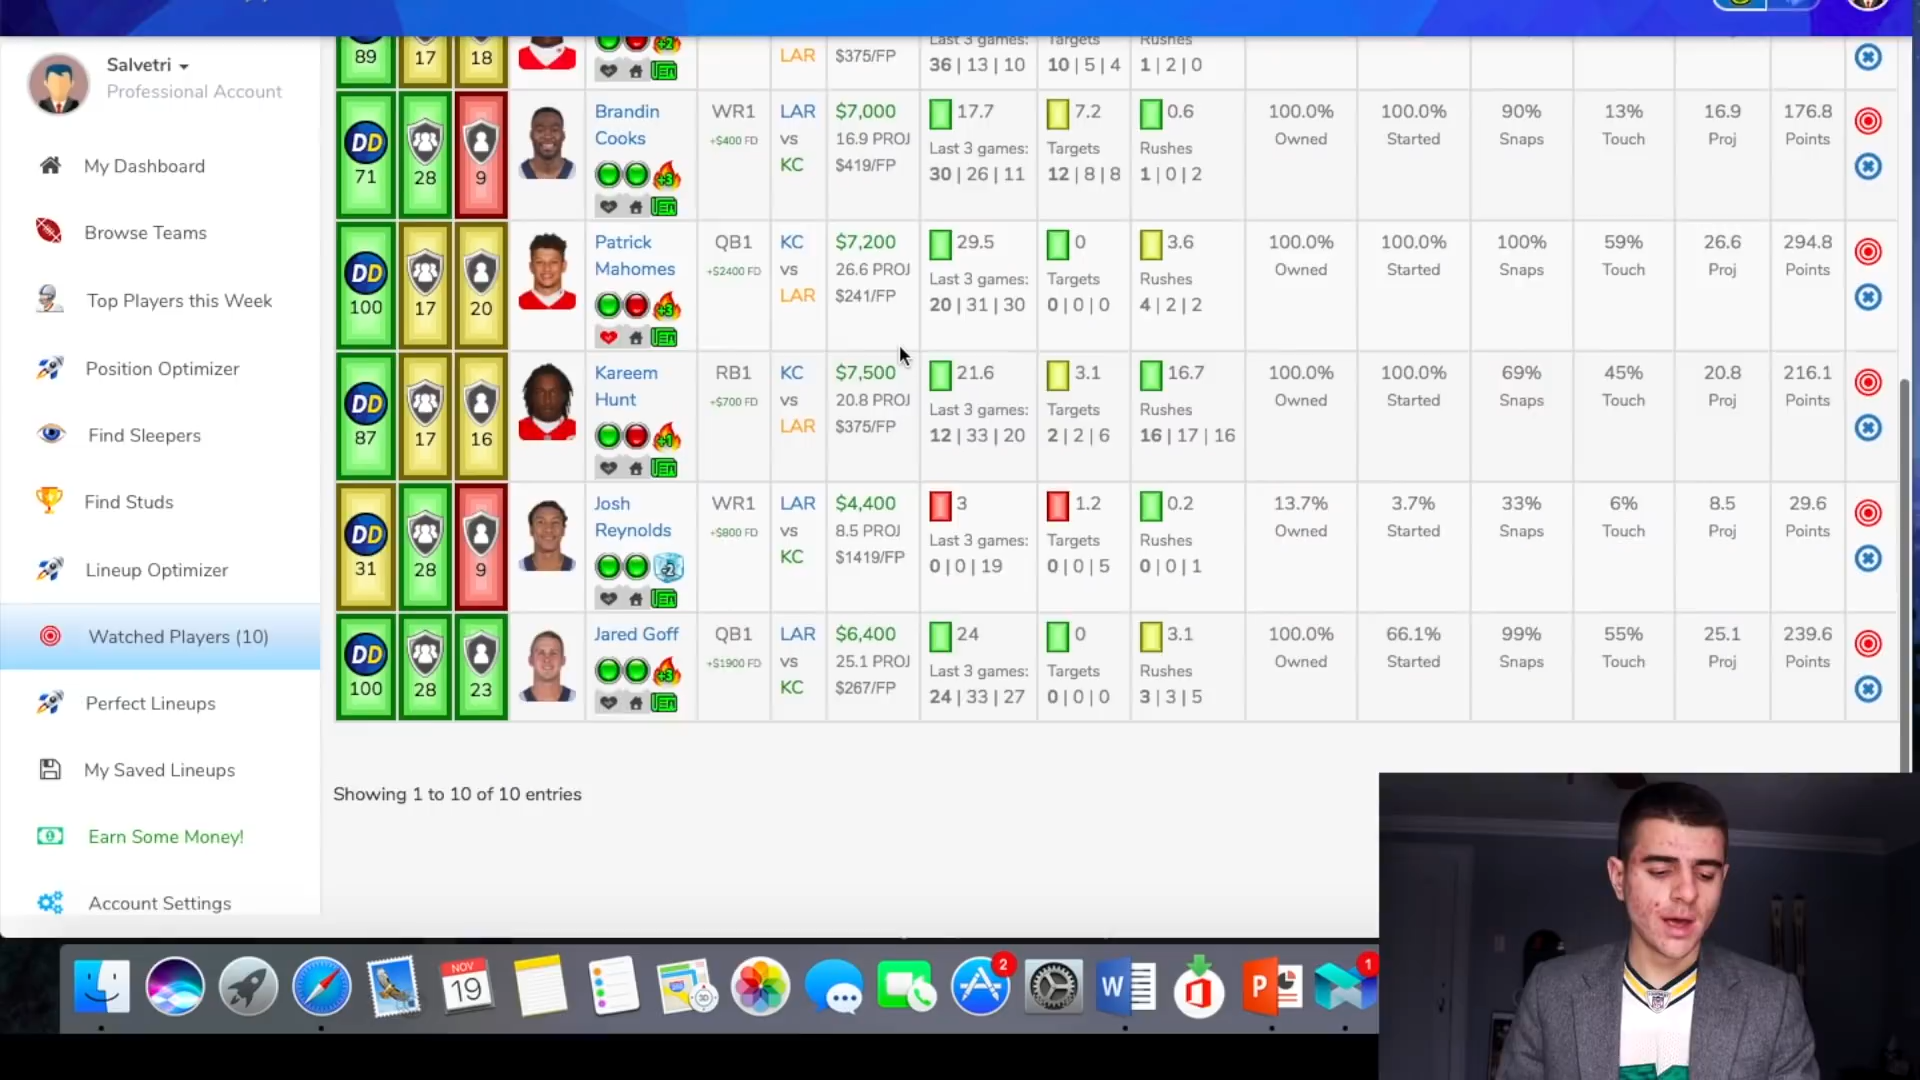 Salvetri
Professional Account
My Dashboard
Browse Teams
Top Players this Week
Position Optimizer
Find Sleepers
Find Studs
Lineup Optimizer
Watched Players (10)
Perfect Lineups
My Saved Lineups
Earn Some Money!
Account Settings
89 17 18 +2 LAR $375/FP Last 3 games: 36 | 13 | 10 Targets 10 | 5 | 4 Rushes 1 | 2 | 0
DD 71 28 9
Brandin Cooks +3
WR1 +$400 FD
LAR vs KC
$7,000 16.9 PROJ $419/FP
17.7 Last 3 games: 30 | 26 | 11
7.2 Targets 12 | 8 | 8
0.6 Rushes 1 | 0 | 2
100.0% Owned 100.0% Started 90% Snaps 13% Touch 16.9 Proj 176.8 Points
DD 100 17 20
Patrick Mahomes +3
QB1 +$2400 FD
KC vs LAR
$7,200 26.6 PROJ $241/FP
29.5 Last 3 games: 20 | 31 | 30
0 Targets 0 | 0 | 0
3.6 Rushes 4 | 2 | 2
100.0% Owned 100.0% Started 100% Snaps 59% Touch 26.6 Proj 294.8 Points
DD 87 17 16
Kareem Hunt +1
RB1 +$700 FD
KC vs LAR
$7,500 20.8 PROJ $375/FP
21.6 Last 3 games: 12 | 33 | 20
3.1 Targets 2 | 2 | 6
16.7 Rushes 16 | 17 | 16
100.0% Owned 100.0% Started 69% Snaps 45% Touch 20.8 Proj 216.1 Points
DD 31 28 9
Josh Reynolds -2
WR1 +$800 FD
LAR vs KC
$4,400 8.5 PROJ $1419/FP
3 Last 3 games: 0 | 0 | 19
1.2 Targets 0 | 0 | 5
0.2 Rushes 0 | 0 | 1
13.7% Owned 3.7% Started 33% Snaps 6% Touch 8.5 Proj 29.6 Points
DD 100 28 23
Jared Goff +3
QB1 +$1900 FD
LAR vs KC
$6,400 25.1 PROJ $267/FP
24 Last 3 games: 24 | 33 | 27
0 Targets 0 | 0 | 0
3.1 Rushes 3 | 3 | 5
100.0% Owned 66.1% Started 99% Snaps 55% Touch 25.1 Proj 239.6 Points
Showing 1 to 10 of 10 entries
NOV 19 3D 2 W P 1
NFL